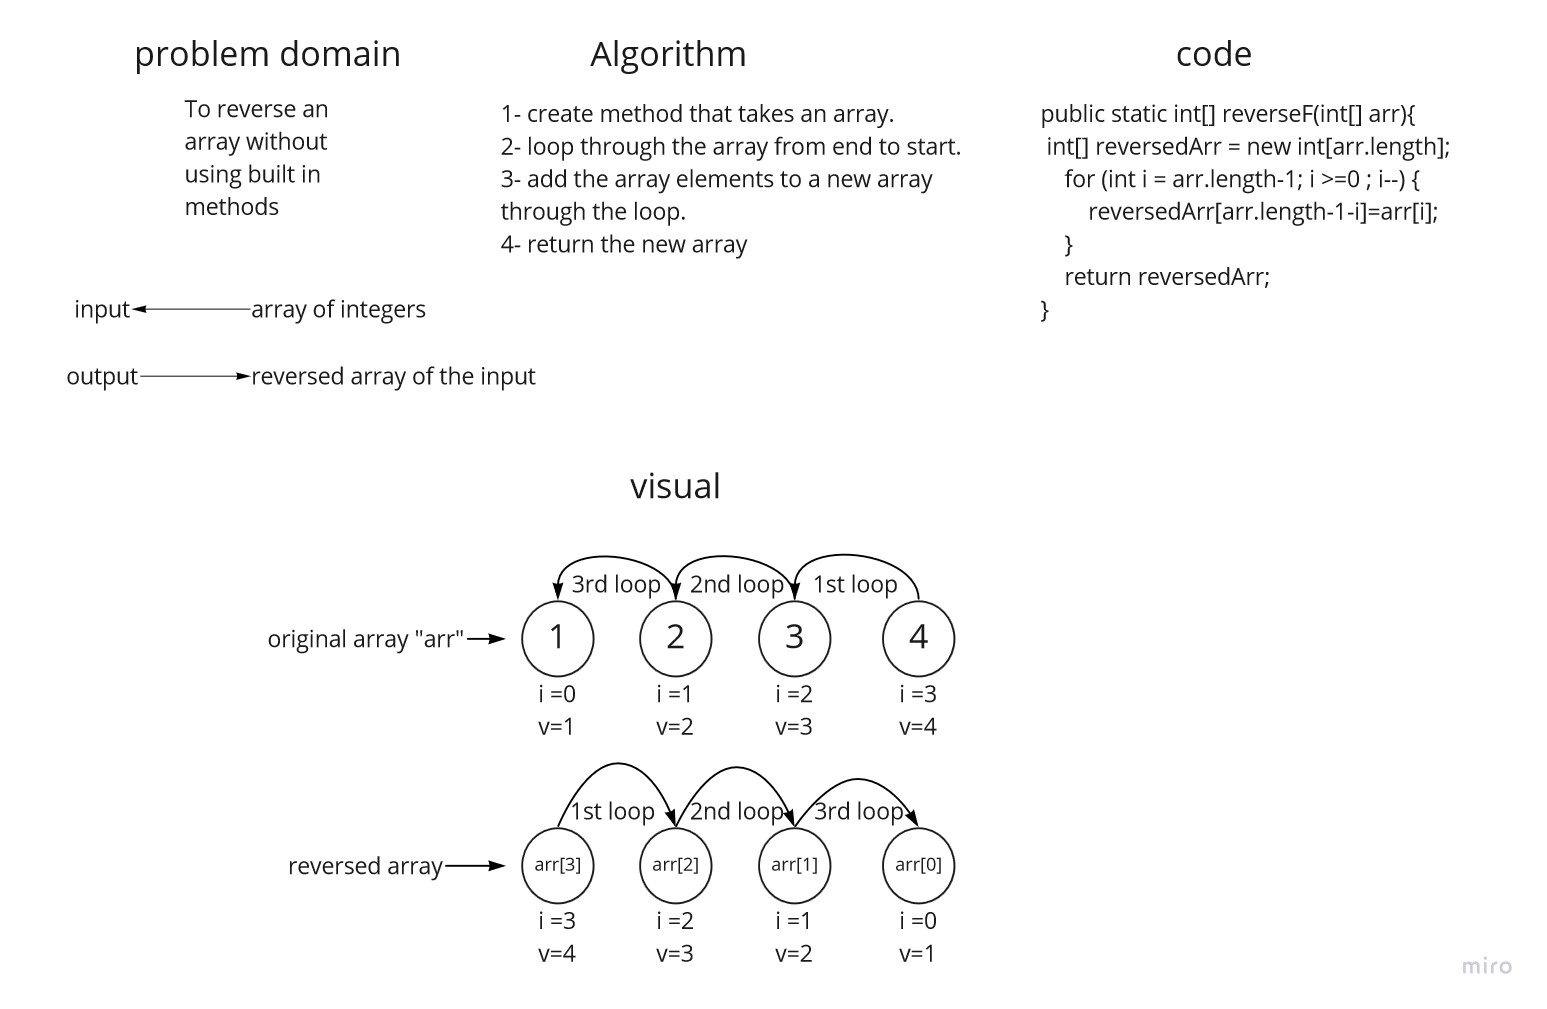 problem domain
To reverse an
array without
using built in
methods
input
array of integers
output
reversed array of the input
Algorithm
1- create method that takes an array.
2- loop through the array from end to start.
3- add the array elements to a new array
through the loop.
4- return the new array
code
public static int[] reverseF(int[] arr){
int[] reversedArr = new int[arr.length];
for (int i = arr.length-1; i >=0 ; i--) {
reversedArr[arr.length-1-i]=arr[i];
}
return reversedArr;
}
visual
3rd loop 2nd loop 1st loop
original array "arr" 1 2 3 4
i =0 i =1 i =2 i =3
v=1 v=2 v=3 v=4
1st loop 2nd loop 3rd loop
reversed array arr[3] arr[2] arr[1] arr[0]
i =3 i =2 i =1 i =0
v=4 v=3 v=2 v=1
miro